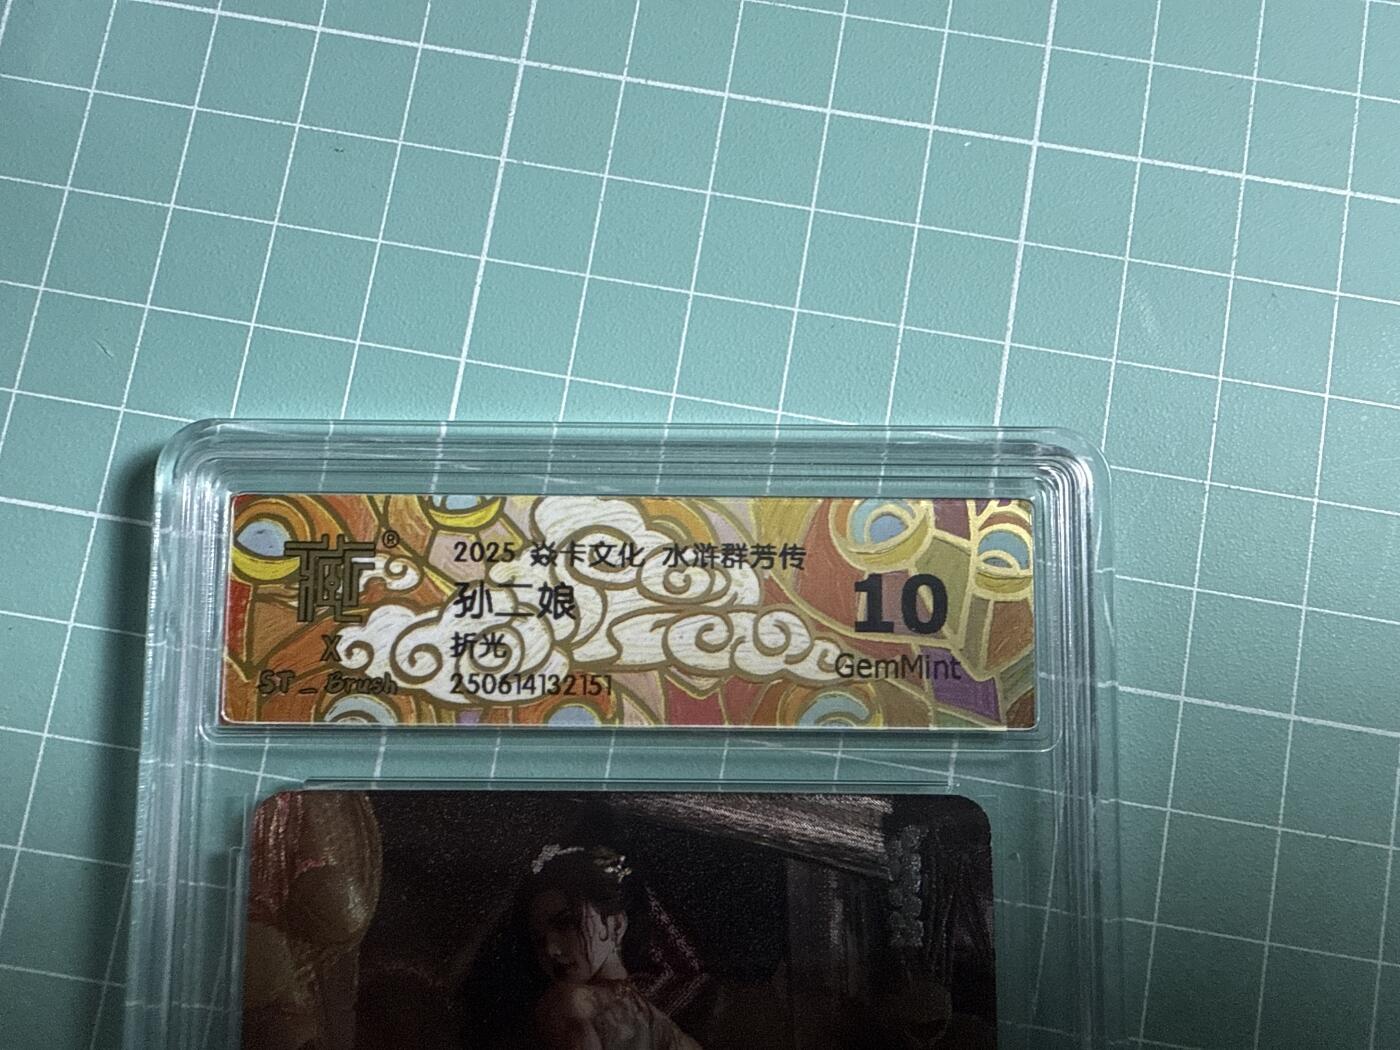 ®
2025 焱卡文化 水浒群芳传
孙二娘
折光
250614132151
X
ST_Brush
10
GemMint